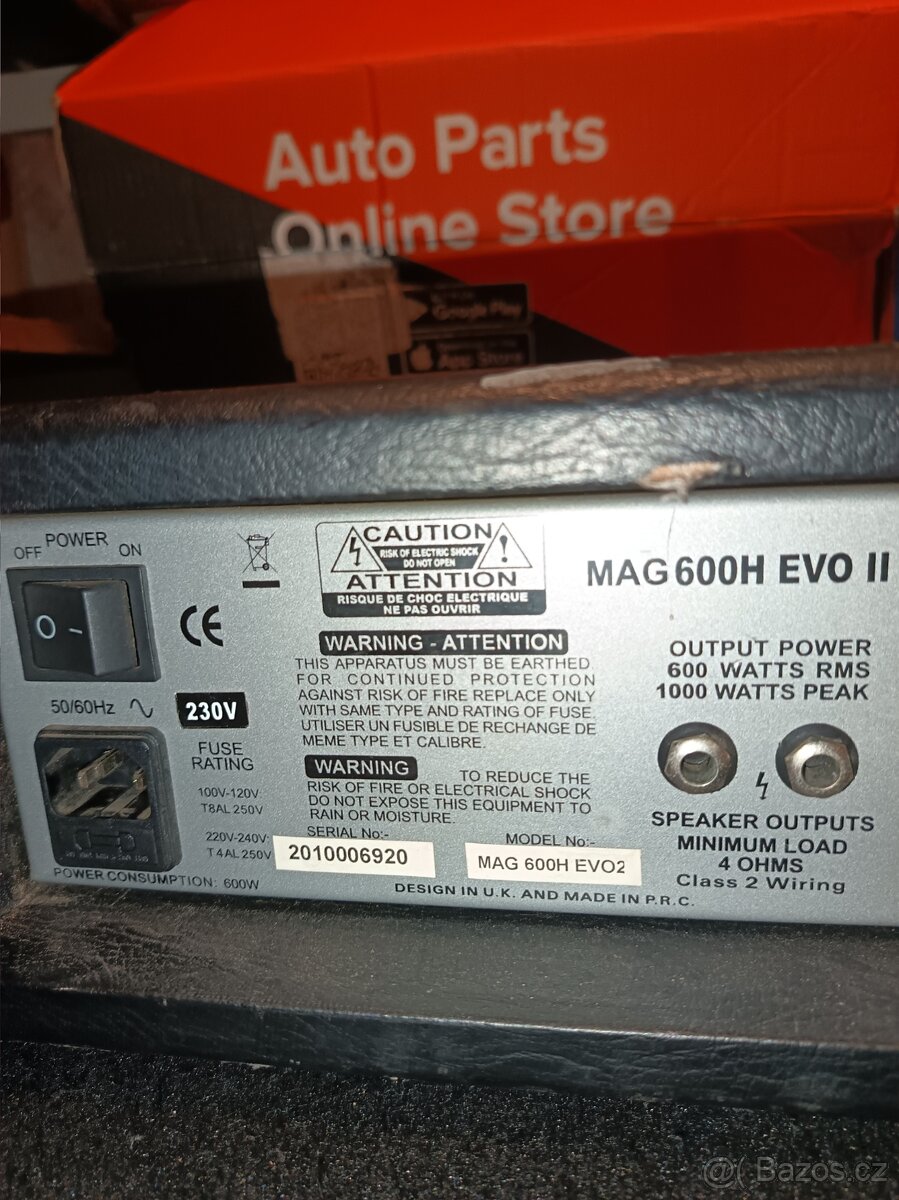 Auto Parts
Online Store
Google Play
App Store
POWER
OFF
ON
CAUTION
RISK OF ELECTRIC SHOCK
DO NOT OPEN
ATTENTION
RISQUE DE CHOC ELECTRIQUE
NE PAS OUVRIR
MAG600H EVO II
CE
WARNING - ATTENTION
THIS APPARATUS MUST BE EARTHED.
FOR CONTINUED PROTECTION
AGAINST RISK OF FIRE REPLACE ONLY
WITH SAME TYPE AND RATING OF FUSE
UTILISER UN FUSIBLE DE RECHANGE DE
MEME TYPE ET CALIBRE.
OUTPUT POWER
600 WATTS RMS
1000 WATTS PEAK
50/60Hz
230V
FUSE
RATING
100V-120V
T8AL 250V
220V-240V:
T 4AL 250V
WARNING
TO REDUCE THE
RISK OF FIRE OR ELECTRICAL SHOCK
DO NOT EXPOSE THIS EQUIPMENT TO
RAIN OR MOISTURE.
SERIAL No:-
2010006920
MODEL No:-
MAG 600H EVO2
SPEAKER OUTPUTS
MINIMUM LOAD
4 OHMS
Class 2 Wiring
POWER CONSUMPTION: 600W
DESIGN IN U.K. AND MADE IN P.R.C.
Bazos.cz